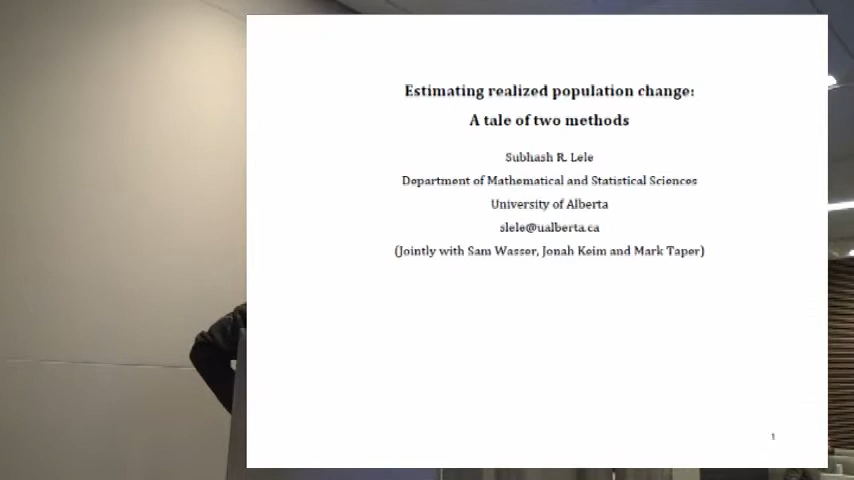 Estimating realized population change:
A tale of two methods
Subhash R. Lele
Department of Mathematical and Statistical Sciences
University of Alberta
slele@ualberta.ca
(Jointly with Sam Wasser, Jonah Keim and Mark Taper)
1